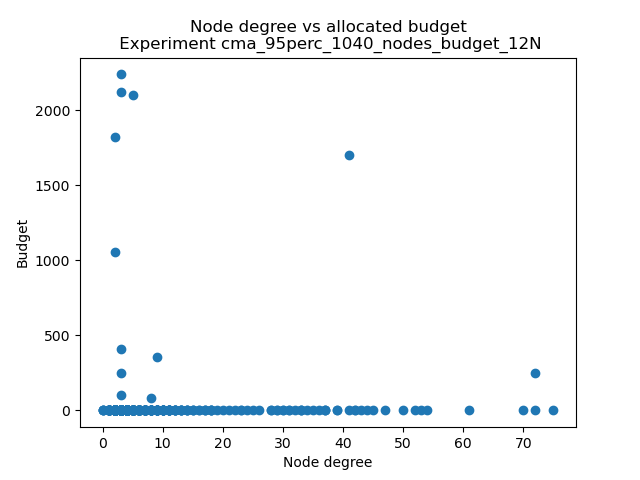 Node degree vs allocated budget
Experiment cma_95perc_1040_nodes_budget_12N
Budget
2000
1500
1000
500
0
0 10 20 30 40 50 60 70
Node degree